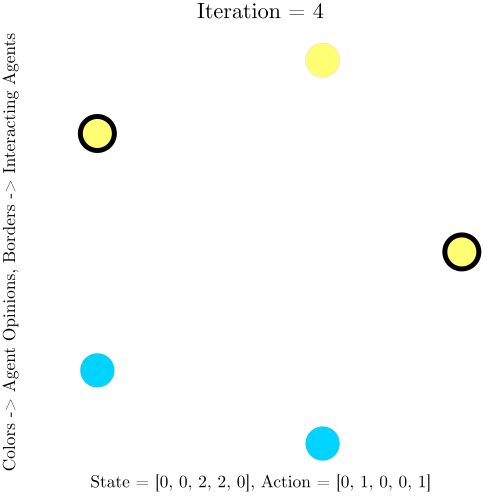 Iteration = 4
Colors -> Agent Opinions, Borders -> Interacting Agents
State = [0, 0, 2, 2, 0], Action = [0, 1, 0, 0, 1]